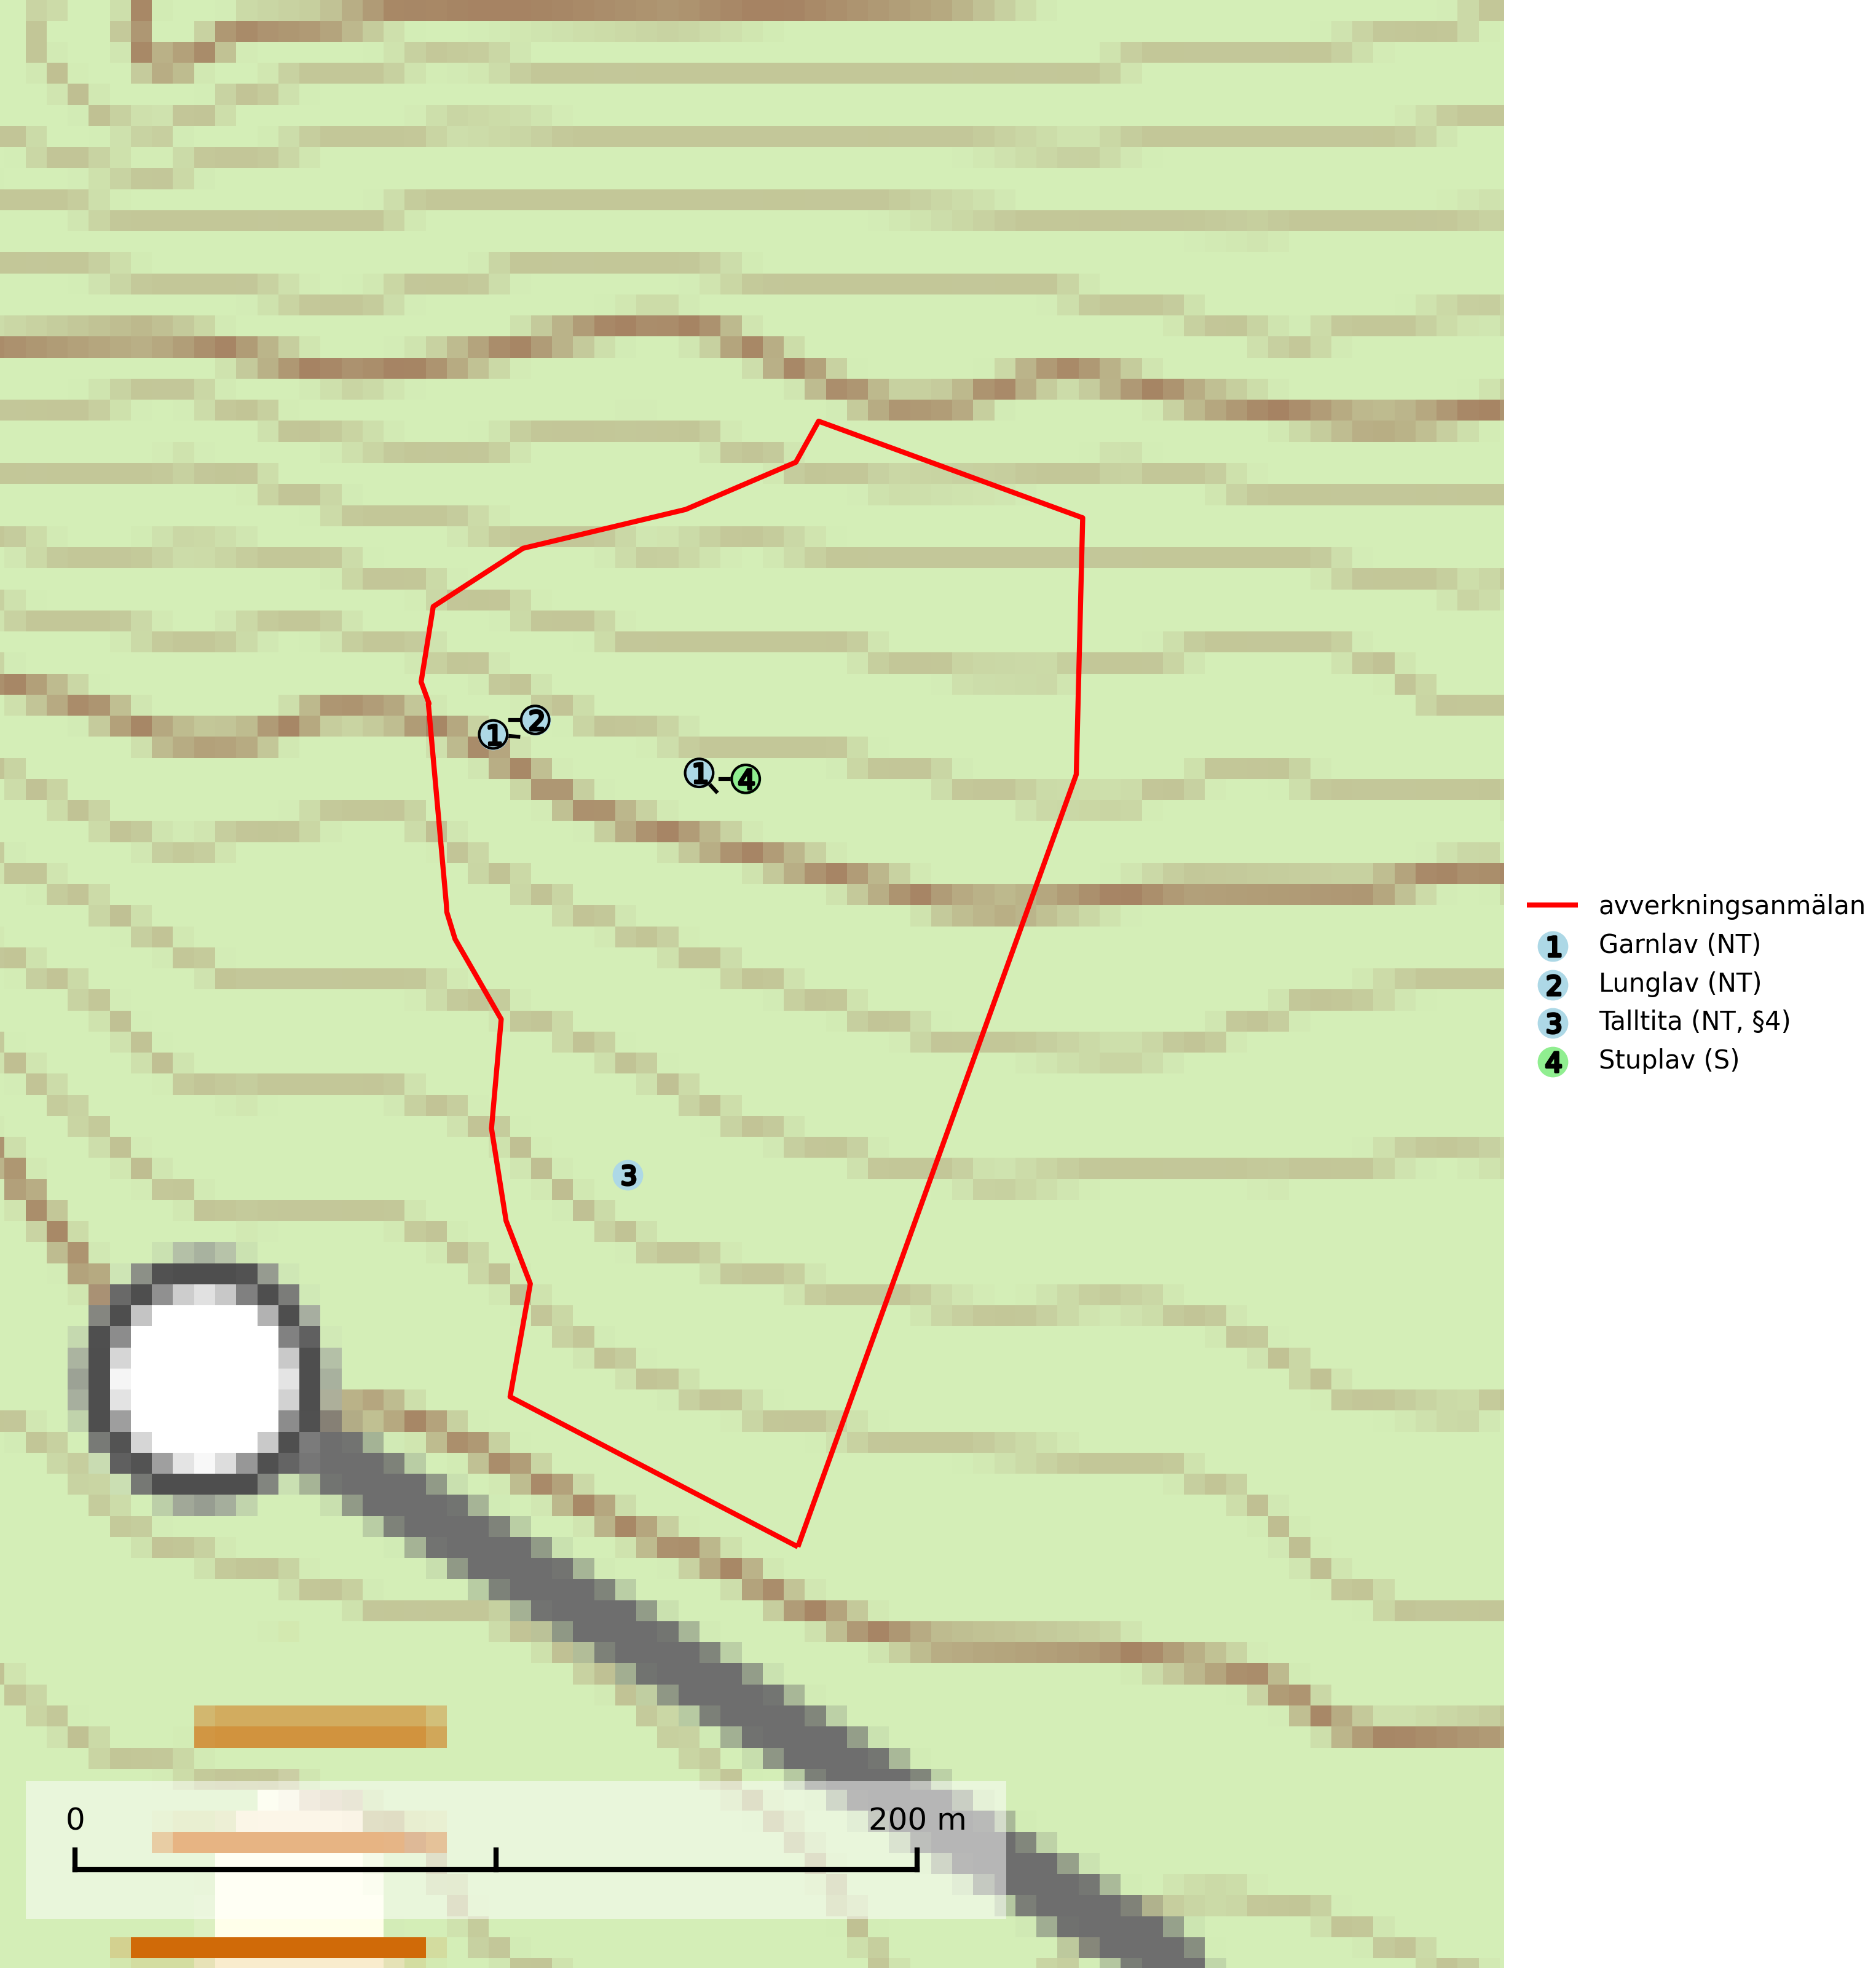 1 2
1 4
3
0 200 m
avverkningsanmälan
1 Garnlav (NT)
2 Lunglav (NT)
3 Talltita (NT, §4)
4 Stuplav (S)